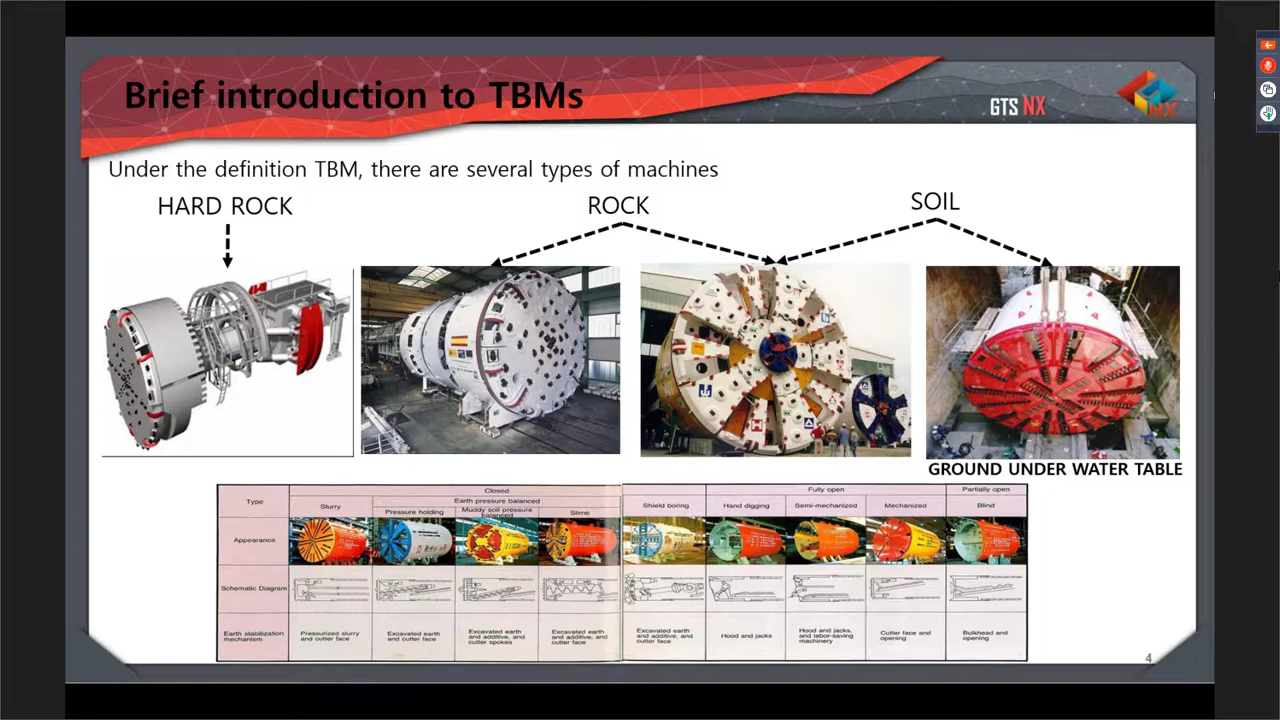 Brief introduction to TBMs
GTS NX
NX
Under the definition TBM, there are several types of machines
HARD ROCK
ROCK
SOIL
GROUND UNDER WATER TABLE
Type
Closed
Fully open
Partially open
Slurry
Earth pressure balanced
Pressure holding
Muddy soil pressure balanced
Slime
Shield boring
Hand digging
Semi-mechanized
Mechanized
Blind
Appearance
Schematic Diagram
Earth stabilization mechanism
Pressurized slurry and cutter face
Excavated earth and cutter face
Excavated earth and additive, and cutter spokes
Excavated earth and additive, and cutter face
Excavated earth and additive, and cutter face
Hood and jacks
Hood and jacks, and labor-saving machinery
Cutter face and opening
Bulkhead and opening
4